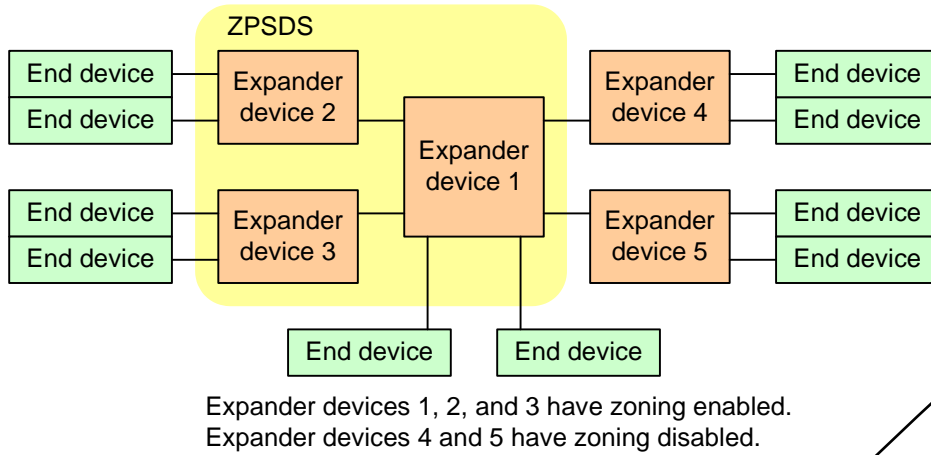 ZPSDS
End device
End device
Expander
device 2
Expander
device 1
Expander
device 4
End device
End device
End device
End device
Expander
device 3
Expander
device 5
End device
End device
End device
End device
Expander devices 1, 2, and 3 have zoning enabled.
Expander devices 4 and 5 have zoning disabled.